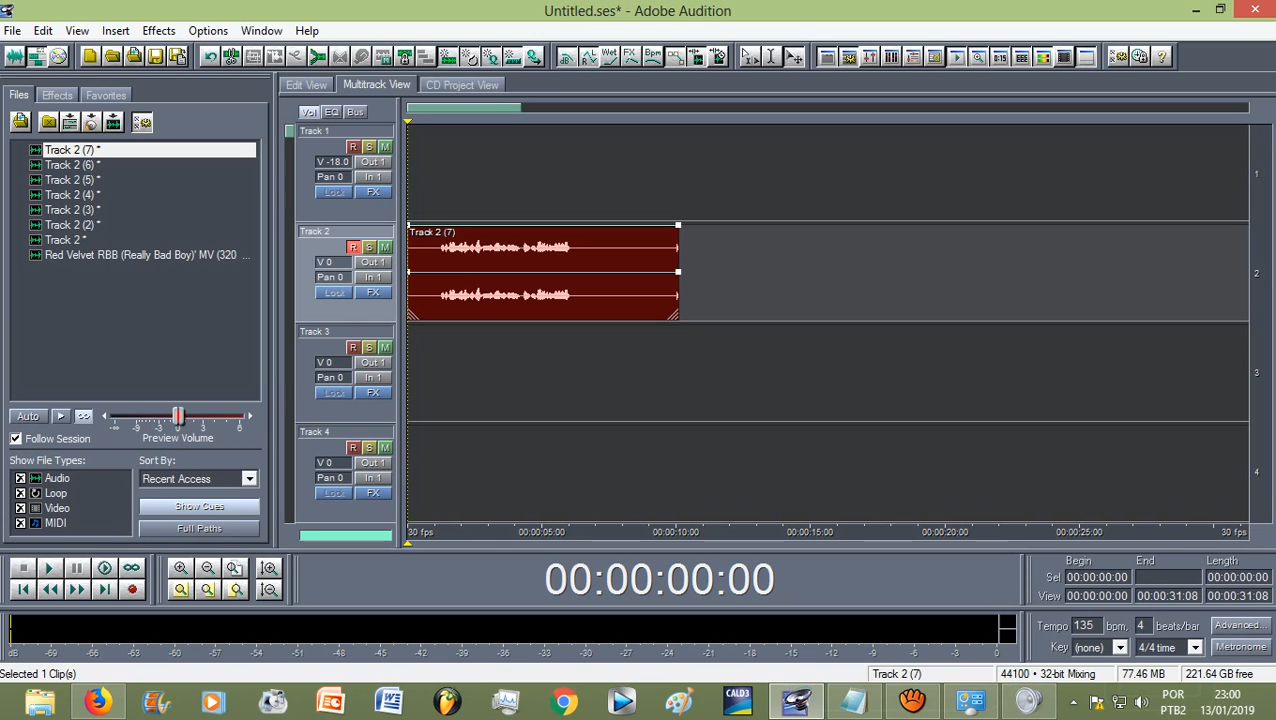 Untitled.ses* - Adobe Audition
File Edit View Insert Effects Options Window Help
Wet FX Bpm 0:15
Files Effects Favorites
Edit View Multitrack View CD Project View
Vol EQ Bus
Track 2 (7) *
Track 2 (6) *
Track 2 (5) *
Track 2 (4) *
Track 2 (3) *
Track 2 (2) *
Track 2 *
Red Velvet RBB (Really Bad Boy)' MV (320 ...
Auto
-∞ -9 -3 0 3 6
Follow Session Preview Volume
Show File Types: Sort By:
Audio Recent Access
Loop
Video Show Cues
MIDI Full Paths
Track 1
R S M
V -18.0 Out 1
Pan 0 In 1
Lock FX
1
Track 2
R S M
V 0 Out 1
Pan 0 In 1
Lock FX
Track 2 (7)
2
Track 3
R S M
V 0 Out 1
Pan 0 In 1
Lock FX
3
Track 4
R S M
V 0 Out 1
Pan 0 In 1
Lock FX
4
30 fps 00:00:05:00 00:00:10:00 00:00:15:00 00:00:20:00 00:00:25:00 30 fps
00:00:00:00
Begin End Length
Sel 00:00:00:00 00:00:00:00
View 00:00:00:00 00:00:31:08 00:00:31:08
dB -69 -66 -63 -60 -57 -54 -51 -48 -45 -42 -39 -36 -33 -30 -27 -24 -21 -18 -15 -12 -9 -6 -3 0
Tempo 135 bpm, 4 beats/bar Advanced...
Key (none) 4/4 time Metronome
Selected 1 Clip(s) Track 2 (7) 44100 • 32-bit Mixing 77.46 MB 221.64 GB free
CALD3
POR
PTB2
23:00
13/01/2019